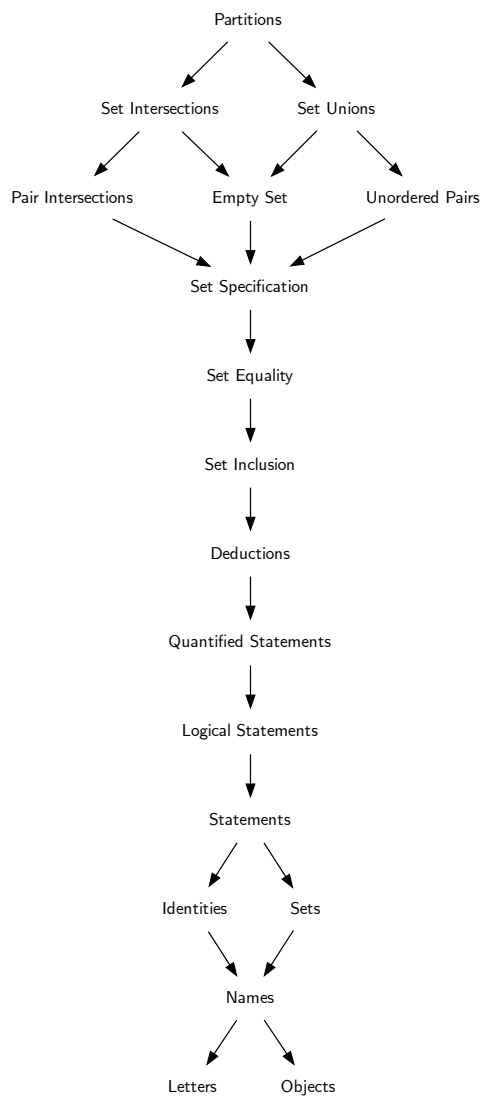 Partitions
Set Intersections
Set Unions
Pair Intersections
Empty Set
Unordered Pairs
Set Specification
Set Equality
Set Inclusion
Deductions
Quantified Statements
Logical Statements
Statements
Identities
Sets
Names
Letters
Objects